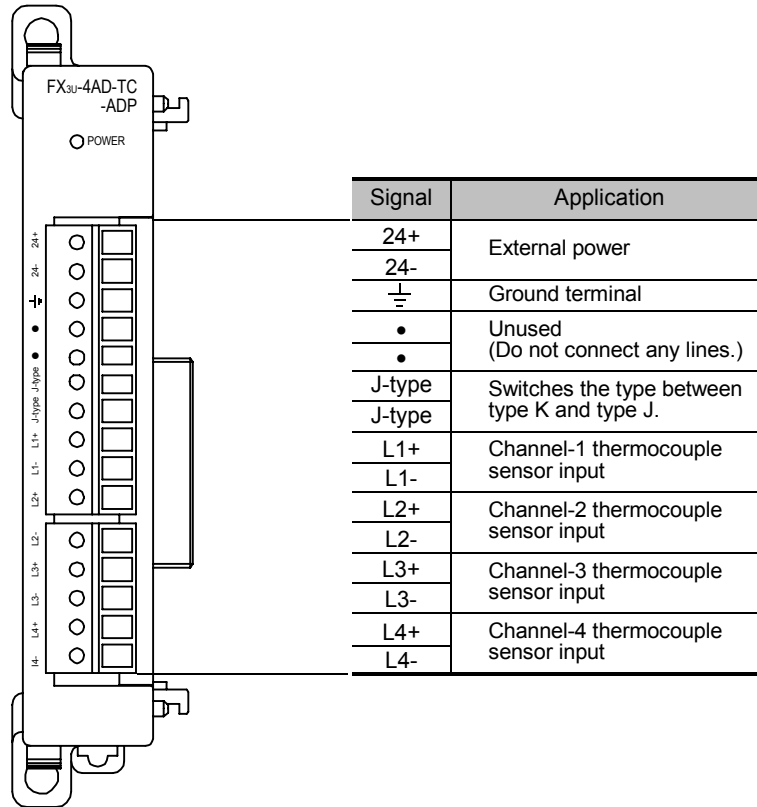 FX3U-4AD-TC
-ADP
POWER
24+
24-
⏚
•
•
J-type
J-type
L1+
L1-
L2+
L2-
L3+
L3-
L4+
l4-
Signal Application
24+
24-
External power
⏚ Ground terminal
•
•
Unused
(Do not connect any lines.)
J-type
J-type
Switches the type between
type K and type J.
L1+
L1-
Channel-1 thermocouple
sensor input
L2+
L2-
Channel-2 thermocouple
sensor input
L3+
L3-
Channel-3 thermocouple
sensor input
L4+
L4-
Channel-4 thermocouple
sensor input